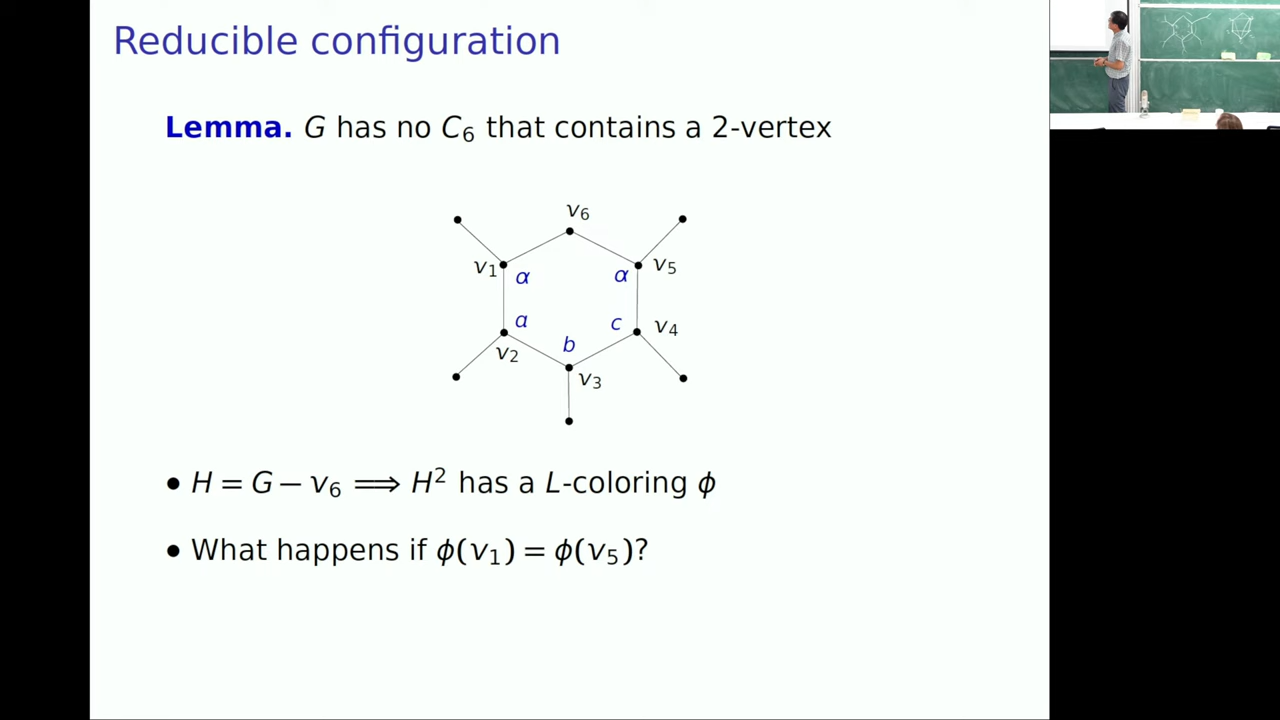 Reducible configuration
Lemma. G has no C₆ that contains a 2-vertex
v₆
v₁
α
α
v₅
a
c
v₄
b
v₂
v₃
• H = G − v₆ ⟹ H² has a L-coloring ϕ
• What happens if ϕ(v₁) = ϕ(v₅)?